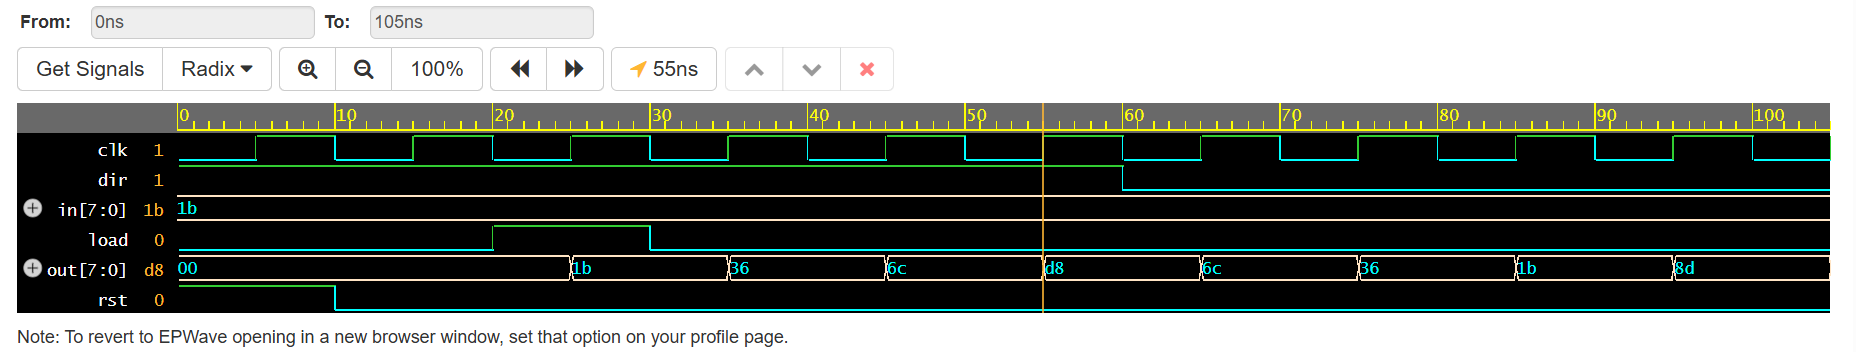 From: 0ns To: 105ns
Get Signals Radix 100% 55ns
0 10 20 30 40 50 60 70 80 90 100
clk 1
dir 1
in[7:0] 1b 1b
load 0
out[7:0] d8 00 1b 36 6c d8 6c 36 1b 8d
rst 0
Note: To revert to EPWave opening in a new browser window, set that option on your profile page.